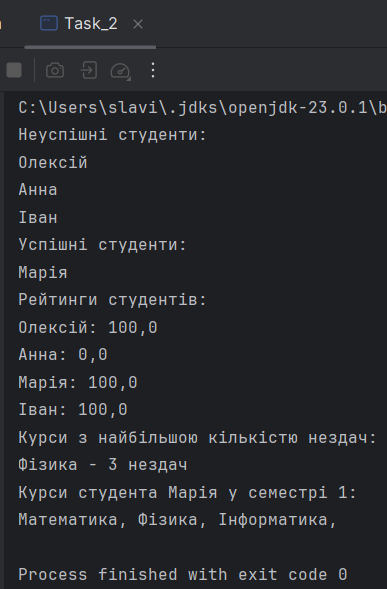 Task_2
C:\Users\slavi\.jdks\openjdk-23.0.1\b
Неуспішні студенти:
Олексій
Анна
Іван
Успішні студенти:
Марія
Рейтинги студентів:
Олексій: 100,0
Анна: 0,0
Марія: 100,0
Іван: 100,0
Курси з найбільшою кількістю нездач:
Фізика - 3 нездач
Курси студента Марія у семестрі 1:
Математика, Фізика, Інформатика,
Process finished with exit code 0